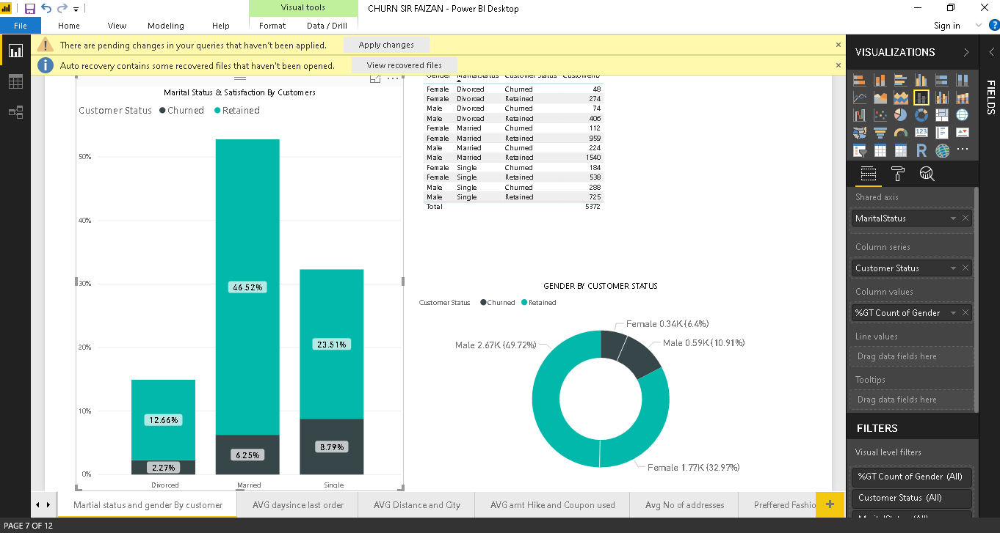 Visual tools
CHURN SIR FAIZAN - Power BI Desktop
File Home View Modeling Help Format Data / Drill Sign in
There are pending changes in your queries that haven't been applied. Apply changes
Auto recovery contains some recovered files that haven't been opened. View recovered files
Gender MaritalStatus Customer Status CustomerID
Marital Status & Satisfaction By Customers
Customer Status Churned Retained
50%
40%
30%
20%
10%
0%
46.52%
23.51%
12.66%
8.79%
6.25%
2.27%
Divorced Married Single
Female Divorced Churned 48
Female Divorced Retained 274
Male Divorced Churned 74
Male Divorced Retained 406
Female Married Churned 112
Female Married Retained 959
Male Married Churned 224
Male Married Retained 1540
Female Single Churned 184
Female Single Retained 538
Male Single Churned 288
Male Single Retained 725
Total 5372
GENDER BY CUSTOMER STATUS
Customer Status Churned Retained
Female 0.34K (6.4%)
Male 0.59K (10.91%)
Male 2.67K (49.72%)
Female 1.77K (32.97%)
VISUALIZATIONS
FIELDS
123
R
Shared axis
MaritalStatus
Column series
Customer Status
Column values
%GT Count of Gender
Line values
Drag data fields here
Tooltips
Drag data fields here
FILTERS
Visual level filters
%GT Count of Gender (All)
Customer Status (All)
MaritalStatus (All)
Martial status and gender By customer AVG daysince last order AVG Distance and City AVG amt Hike and Coupon used Avg No of addresses Preffered Fashio
PAGE 7 OF 12